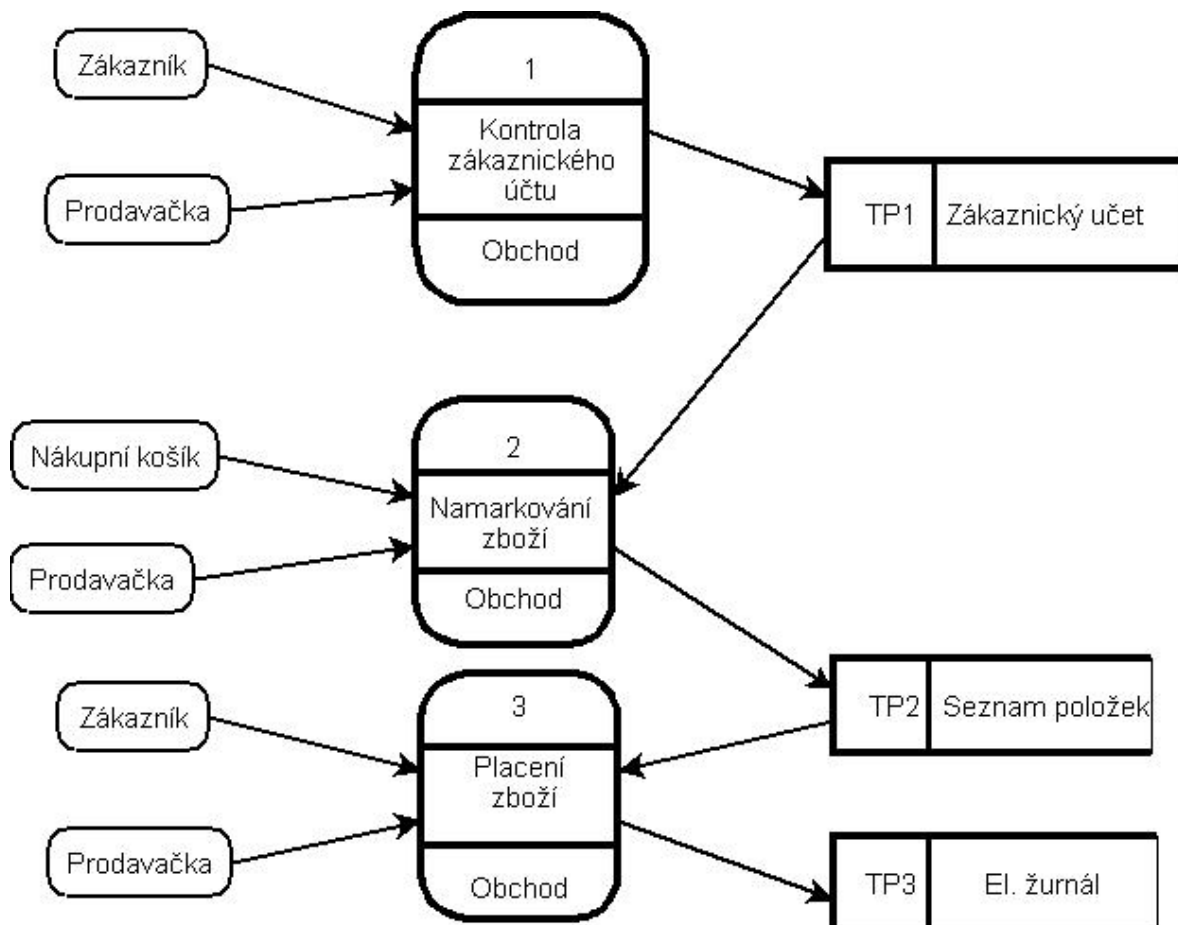 Zákazník
Prodavačka
1
Kontrola
zákaznického
účtu
Obchod
TP1 Zákaznický učet
Nákupní košík
Prodavačka
2
Namarkování
zboží
Obchod
Zákazník
Prodavačka
3
Placení
zboží
Obchod
TP2 Seznam položek
TP3 El. žurnál